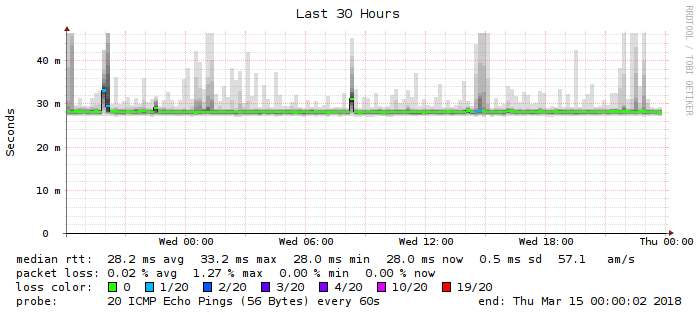 Last 30 Hours
RRDTOOL / TOBI OETIKER
Seconds
40 m
30 m
20 m
10 m
0
Wed 00:00 Wed 06:00 Wed 12:00 Wed 18:00 Thu 00:00
median rtt: 28.2 ms avg 33.2 ms max 28.0 ms min 28.0 ms now 0.5 ms sd 57.1 am/s
packet loss: 0.02 % avg 1.27 % max 0.00 % min 0.00 % now
loss color: 0 1/20 2/20 3/20 4/20 10/20 19/20
probe: 20 ICMP Echo Pings (56 Bytes) every 60s end: Thu Mar 15 00:00:02 2018